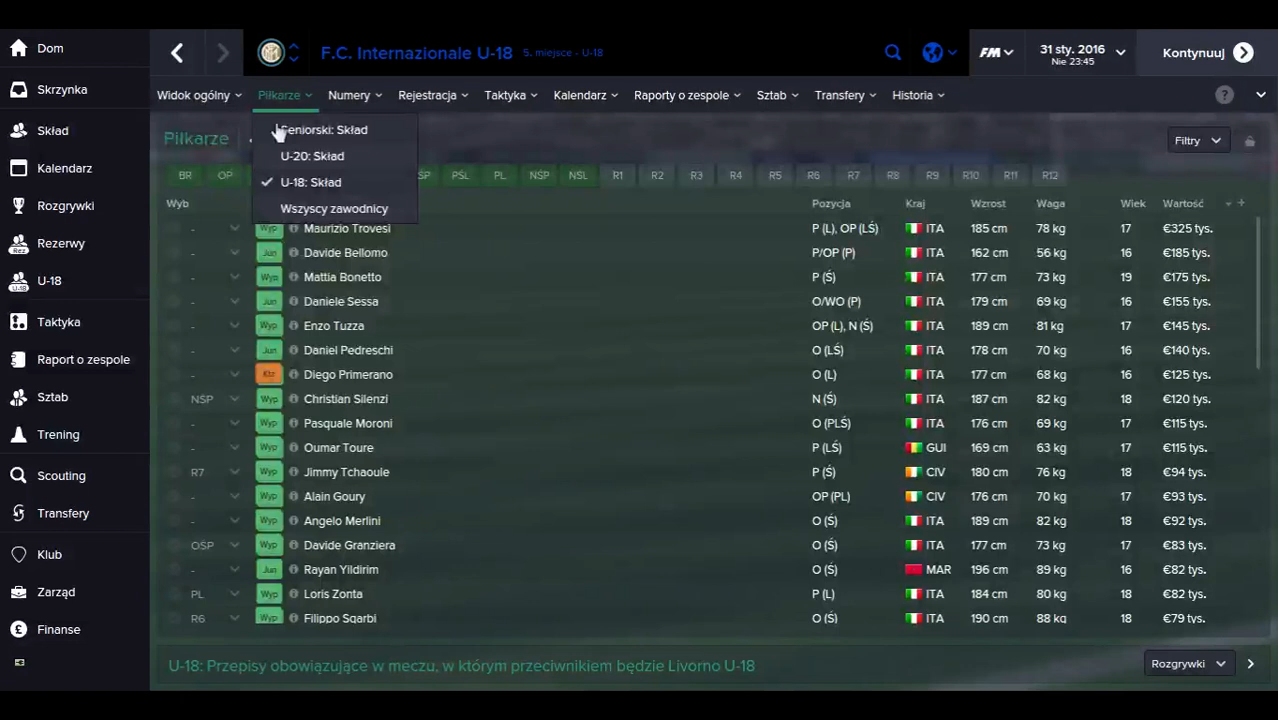 Dom
Skrzynka
Skład
Kalendarz
Rozgrywki
Rezerwy
U-18
Taktyka
Raport o zespole
Sztab
Trening
Scouting
Transfery
Klub
Zarząd
Finanse
F.C. Internazionale U-18 5. miejsce - U-18
FM
31 sty. 2016
Nie 23:45
Kontynuuj
Widok ogólny Piłkarze Numery Rejestracja Taktyka Kalendarz Raporty o zespole Sztab Transfery Historia
Piłkarze
Filtry
Seniorski: Skład
U-20: Skład
U-18: Skład
Wszyscy zawodnicy
BR OP PSL PL NSP NSL R1 R2 R3 R4 R5 R6 R7 R8 R9 R10 R11 R12
Wyb Pozycja Kraj Wzrost Waga Wiek Wartość
- Wyp Maurizio Trovesi P (L), OP (LŚ) ITA 185 cm 78 kg 17 €325 tys.
- Jun Davide Bellomo P/OP (P) ITA 162 cm 56 kg 16 €185 tys.
- Wyp Mattia Bonetto P (Ś) ITA 177 cm 73 kg 19 €175 tys.
- Jun Daniele Sessa O/WO (P) ITA 179 cm 69 kg 16 €155 tys.
- Wyp Enzo Tuzza OP (L), N (Ś) ITA 189 cm 81 kg 17 €145 tys.
- Jun Daniel Pedreschi O (LŚ) ITA 178 cm 70 kg 16 €140 tys.
- Ktz Diego Primerano O (L) ITA 177 cm 68 kg 16 €125 tys.
NŚP Wyp Christian Silenzi N (Ś) ITA 187 cm 82 kg 18 €120 tys.
- Wyp Pasquale Moroni O (PLŚ) ITA 176 cm 69 kg 17 €115 tys.
- Wyp Oumar Toure P (LŚ) GUI 169 cm 63 kg 17 €115 tys.
R7 Wyp Jimmy Tchaoule P (Ś) CIV 180 cm 76 kg 18 €94 tys.
- Wyp Alain Goury OP (PL) CIV 176 cm 70 kg 17 €93 tys.
- Wyp Angelo Merlini O (Ś) ITA 189 cm 82 kg 18 €92 tys.
OŚP Wyp Davide Granziera O (Ś) ITA 177 cm 73 kg 17 €83 tys.
- Jun Rayan Yildirim O (Ś) MAR 196 cm 89 kg 16 €82 tys.
PL Wyp Loris Zonta P (L) ITA 184 cm 80 kg 18 €82 tys.
R6 Wyp Filippo Sgarbi O (Ś) ITA 190 cm 88 kg 18 €79 tys.
U-18: Przepisy obowiązujące w meczu, w którym przeciwnikiem będzie Livorno U-18
Rozgrywki